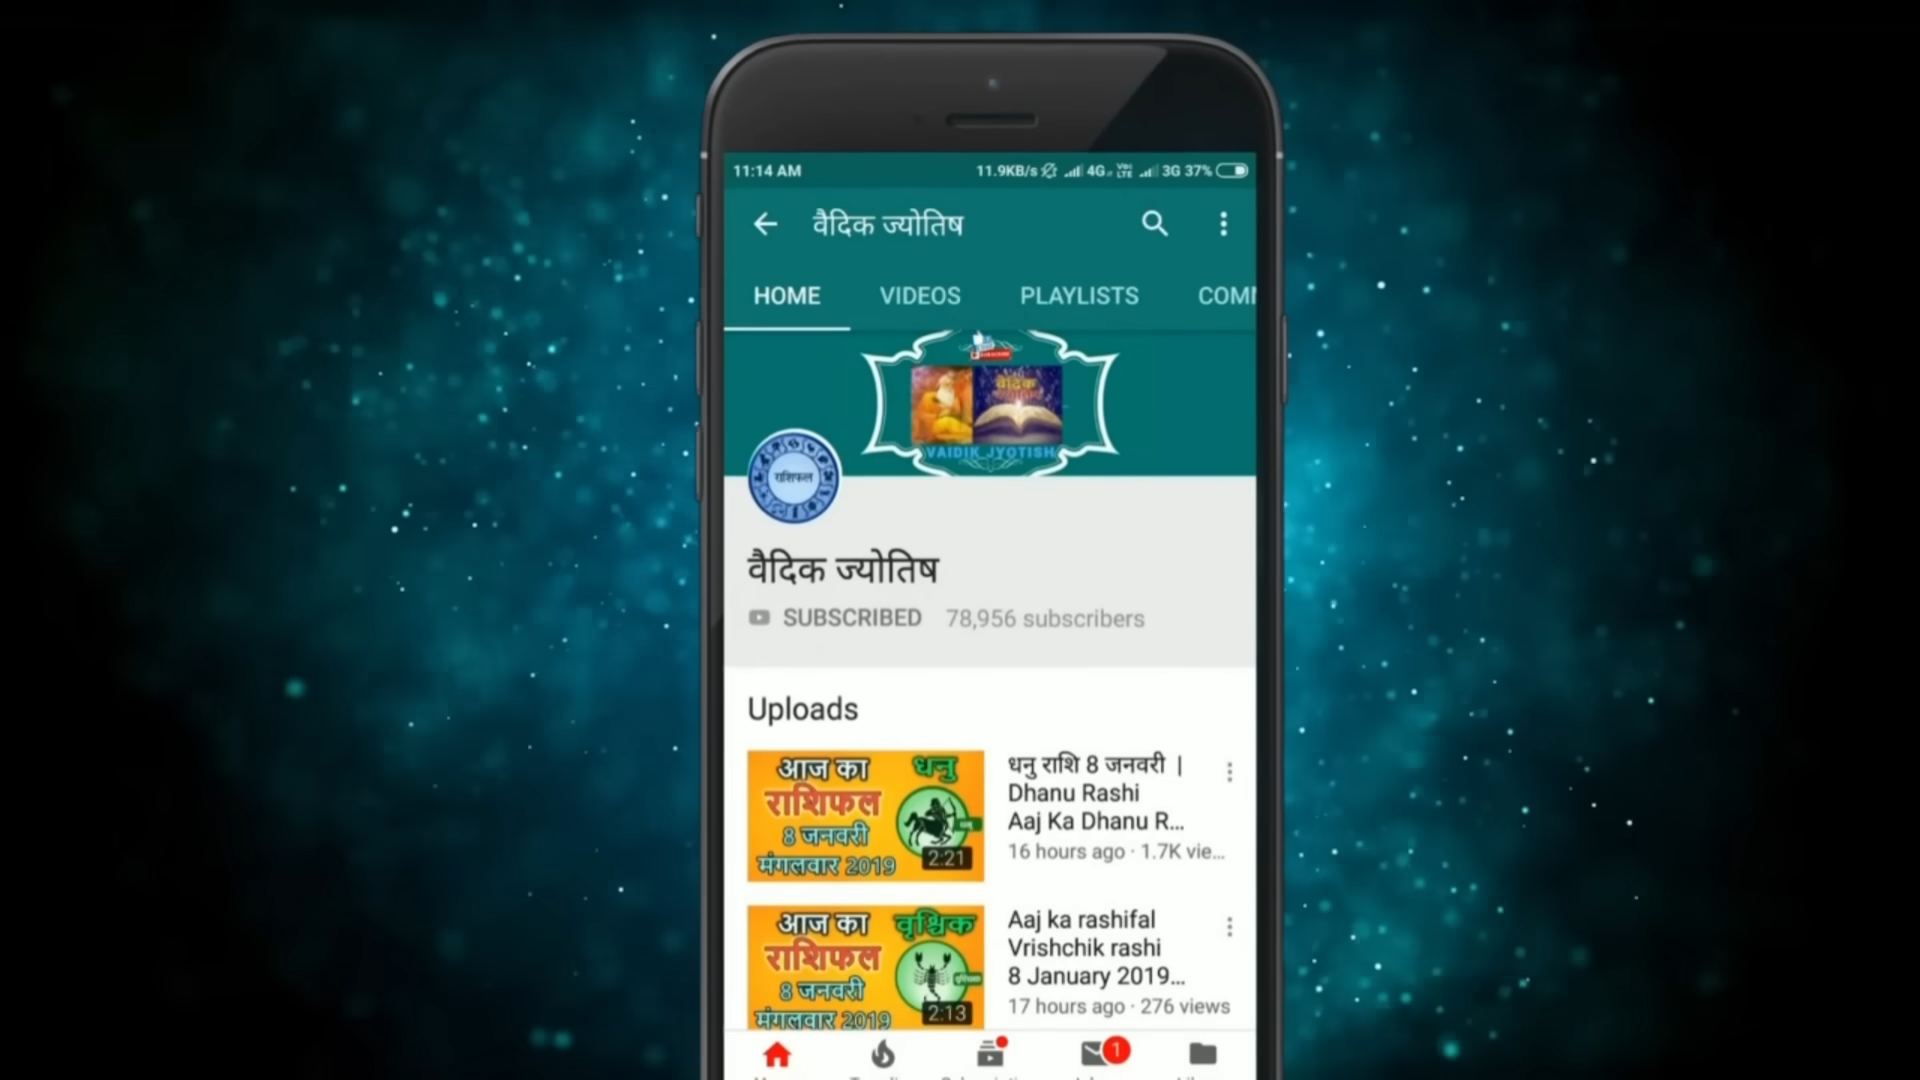 11:14 AM 11.9KB/s 4G VoLTE 3G 37%
वैदिक ज्योतिष
HOME VIDEOS PLAYLISTS COMM
वैदिक
VAIDIK JYOTISH
राशिफल
वैदिक ज्योतिष
SUBSCRIBED 78,956 subscribers
Uploads
आज का धनु
राशिफल
8 जनवरी
मंगलवार 2019
2:21
धनु राशि 8 जनवरी |
Dhanu Rashi
Aaj Ka Dhanu R...
16 hours ago · 1.7K vie...
आज का वृश्चिक
राशिफल
8 जनवरी
मंगलवार 2019
2:13
Aaj ka rashifal
Vrishchik rashi
8 January 2019...
17 hours ago · 276 views
1